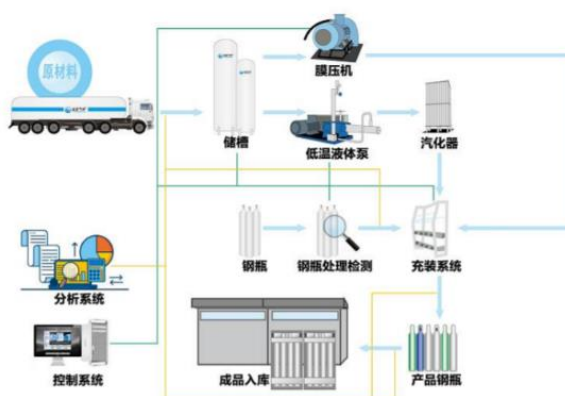 原材料
膜压机
储槽
低温液体泵
汽化器
钢瓶
钢瓶处理检测
充装系统
分析系统
控制系统
成品入库
产品钢瓶